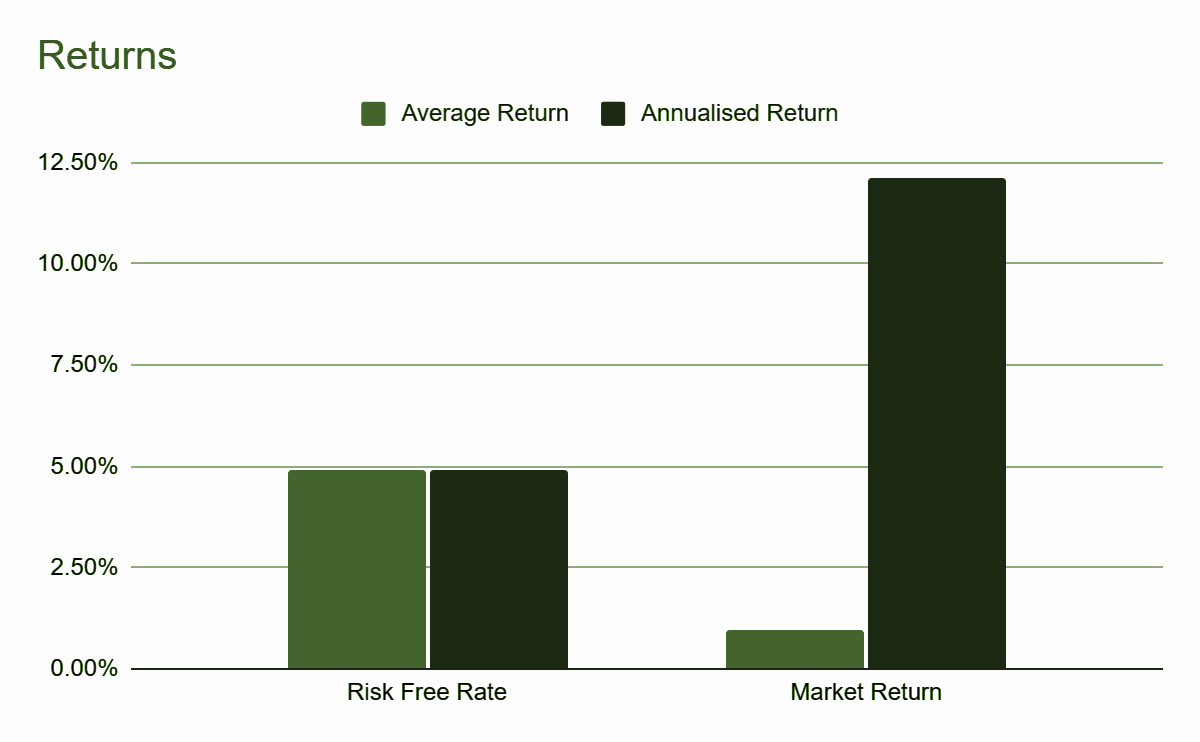 Returns
Average Return Annualised Return
12.50%
10.00%
7.50%
5.00%
2.50%
0.00%
Risk Free Rate Market Return